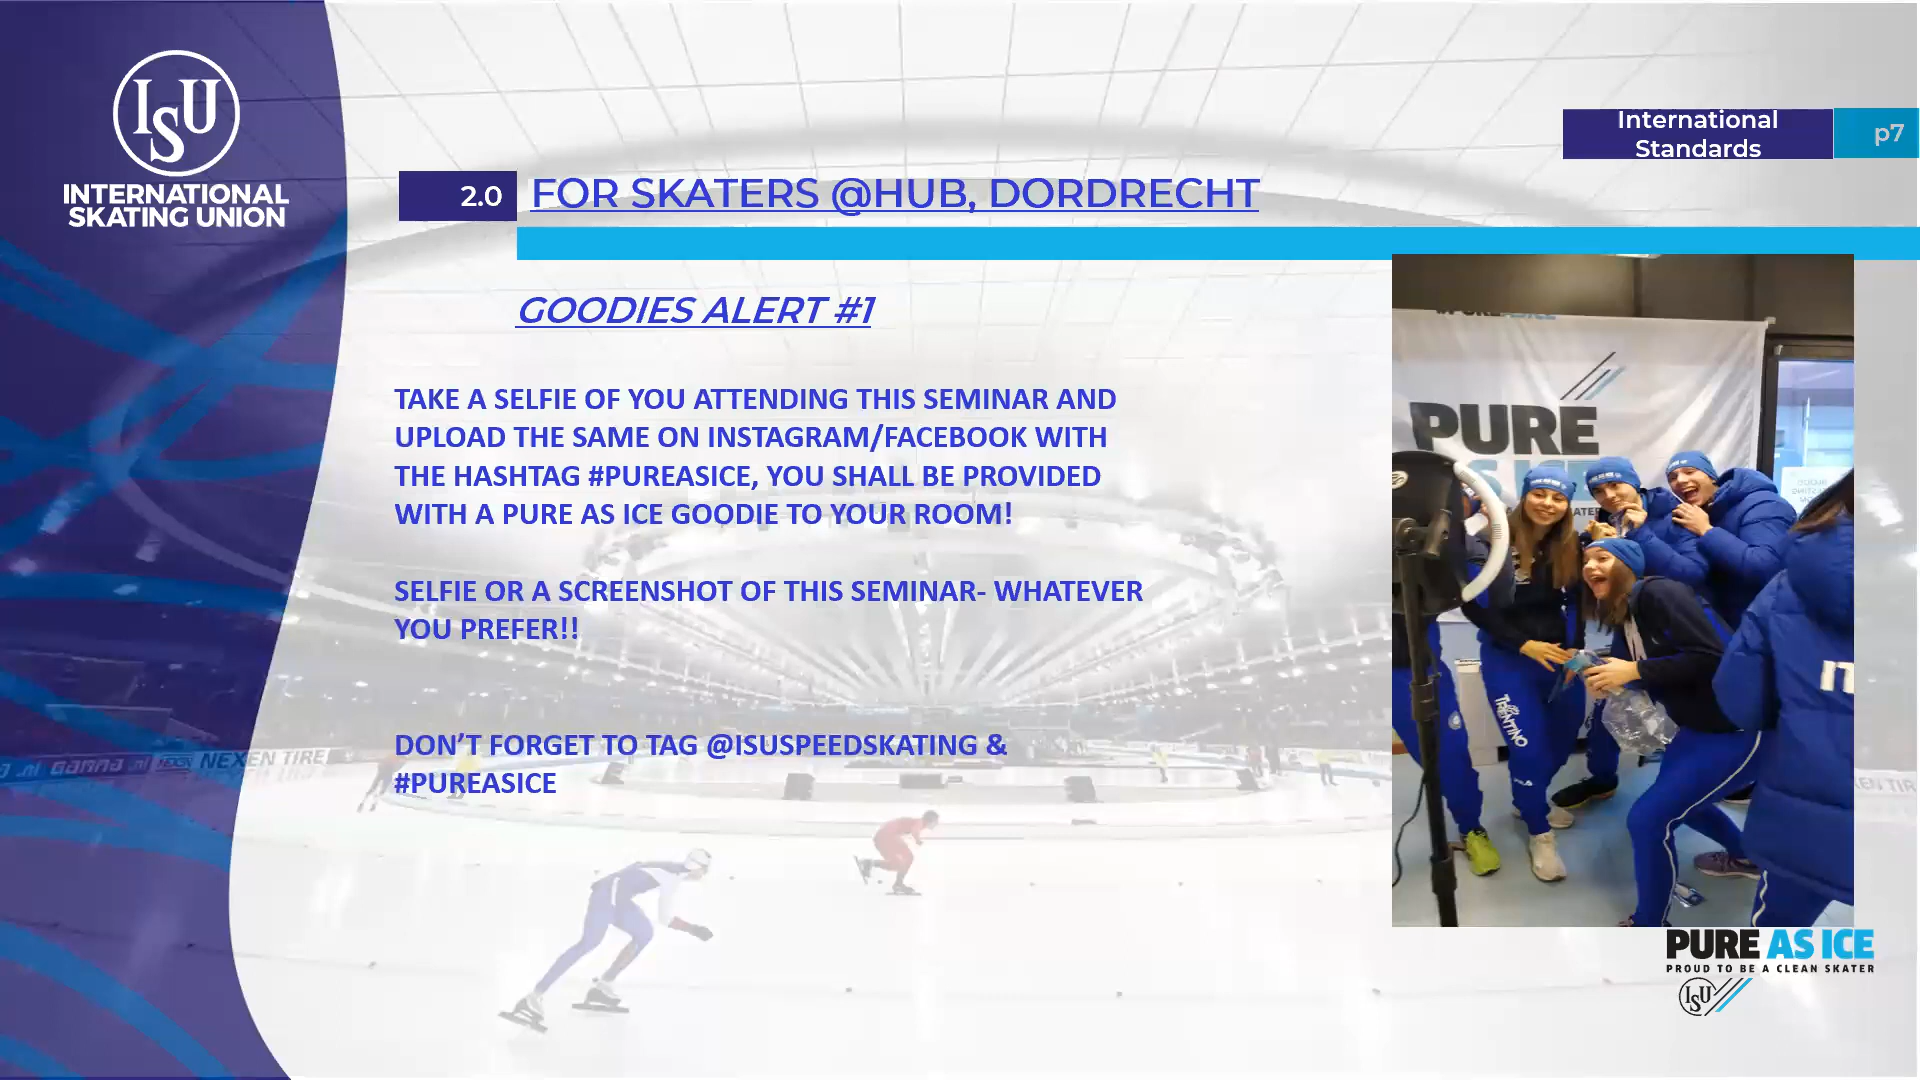 ISU
INTERNATIONAL
SKATING UNION
International
Standards
p7
2.0
FOR SKATERS @HUB, DORDRECHT
GOODIES ALERT #1
TAKE A SELFIE OF YOU ATTENDING THIS SEMINAR AND
UPLOAD THE SAME ON INSTAGRAM/FACEBOOK WITH
THE HASHTAG #PUREASICE, YOU SHALL BE PROVIDED
WITH A PURE AS ICE GOODIE TO YOUR ROOM!
SELFIE OR A SCREENSHOT OF THIS SEMINAR- WHATEVER
YOU PREFER!!
DON’T FORGET TO TAG @ISUSPEEDSKATING &
#PUREASICE
PURE
TRENTINO
NEXEN TIRE
PURE AS ICE
PROUD TO BE A CLEAN SKATER
ISU